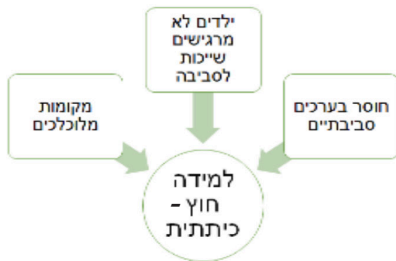 ילדים לא
מרגישים
שייכות
לסביבה
חוסר בערכים
סביבתיים
מקומות
מלוכלכים
למידה
חוץ -
כיתתית